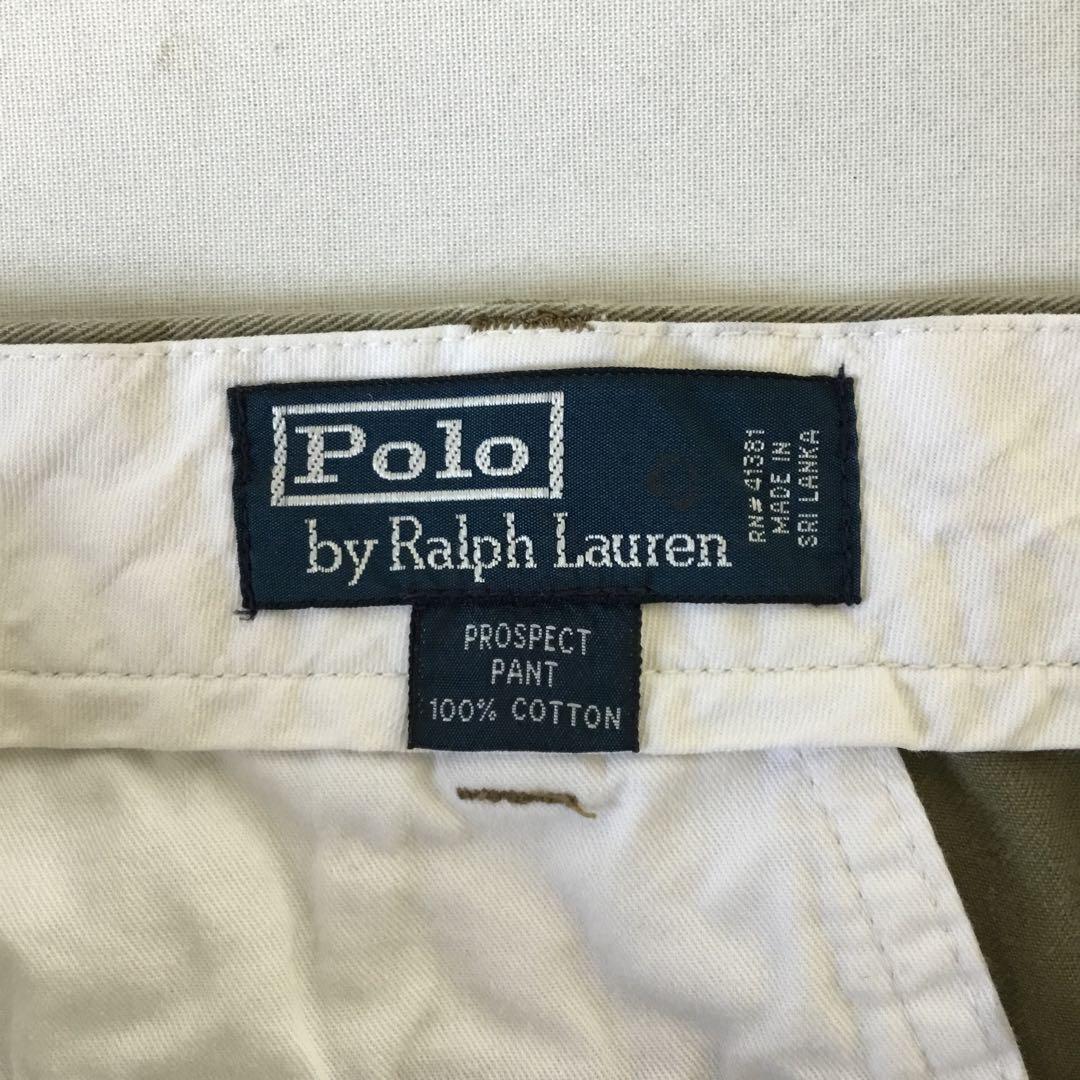 Polo
by Ralph Lauren
RN# 41381
MADE IN
SRI LANKA
PROSPECT
PANT
100% COTTON